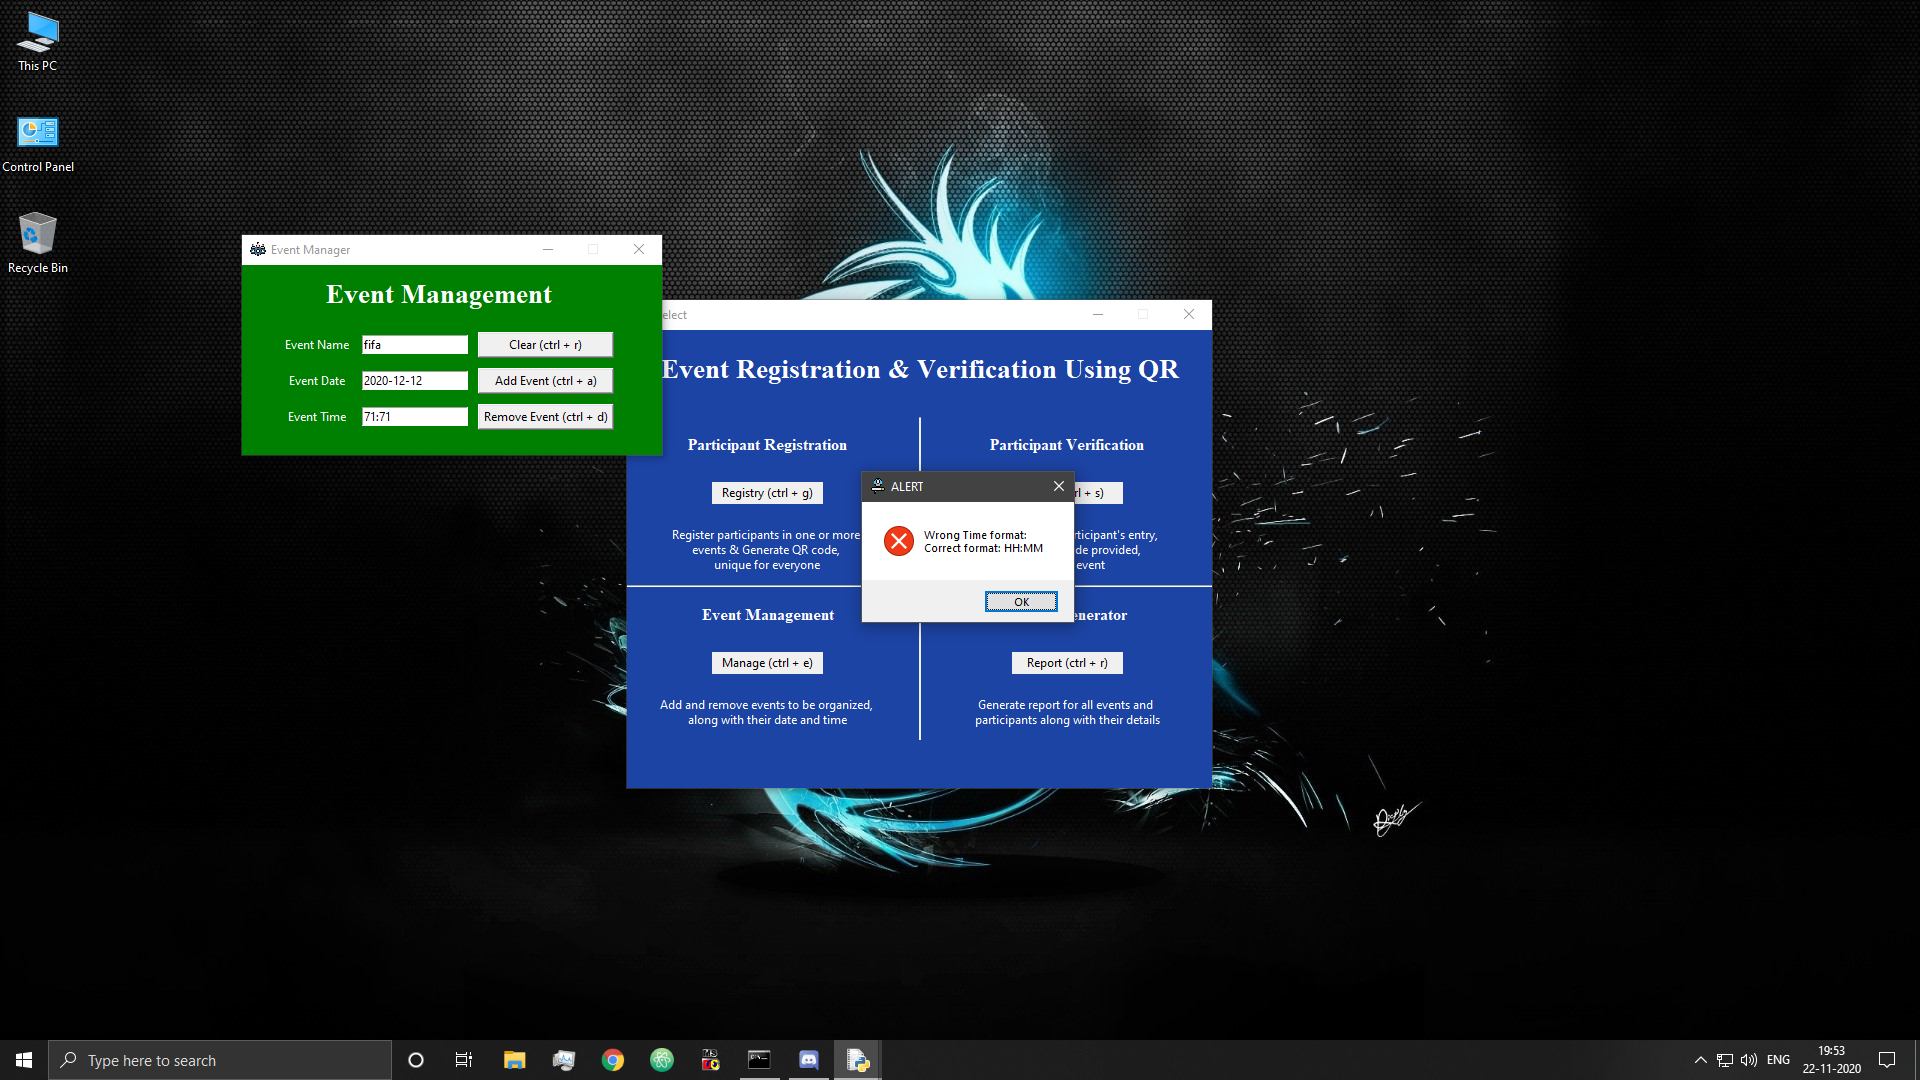 This PC
Control Panel
Recycle Bin
Event Manager
Event Management
Event Name
fifa
Clear (ctrl + r)
Event Date
2020-12-12
Add Event (ctrl + a)
Event Time
71:71
Remove Event (ctrl + d)
elect
Event Registration & Verification Using QR
Participant Registration
Registry (ctrl + g)
Register participants in one or more
events & Generate QR code,
unique for everyone
Participant Verification
rl + s)
rticipant's entry,
de provided,
event
ALERT
Wrong Time format:
Correct format: HH:MM
OK
Event Management
Manage (ctrl + e)
Add and remove events to be organized,
along with their date and time
enerator
Report (ctrl + r)
Generate report for all events and
participants along with their details
Type here to search
ENG
19:53
22-11-2020